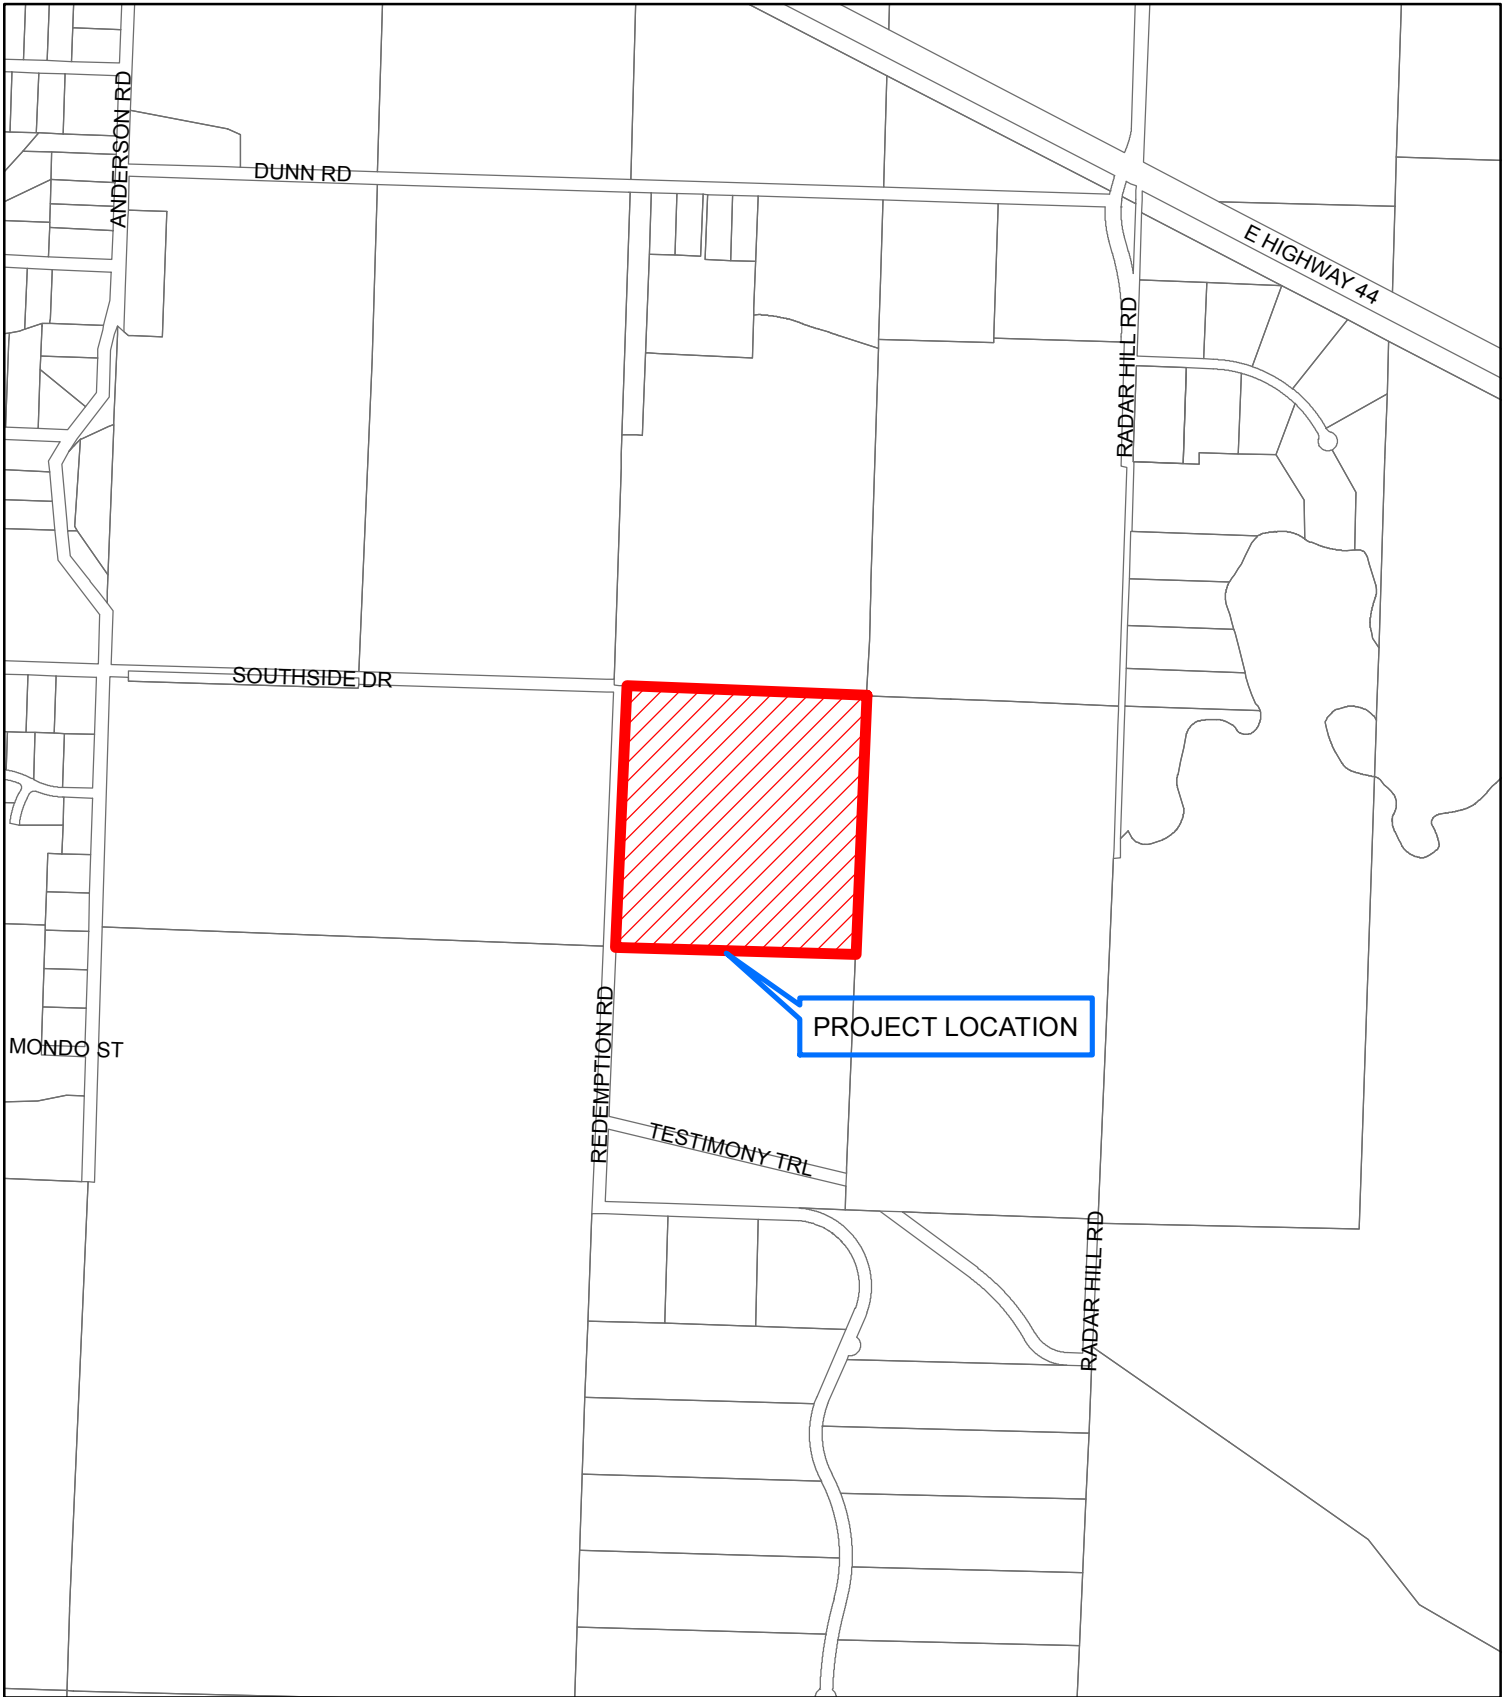 ANDERSON RD
DUNN RD
E HIGHWAY 44
RADAR HILL RD
SOUTHSIDE DR
PROJECT LOCATION
REDEMPTION RD
MONDO ST
TESTIMONY TRL
RADAR HILL RD